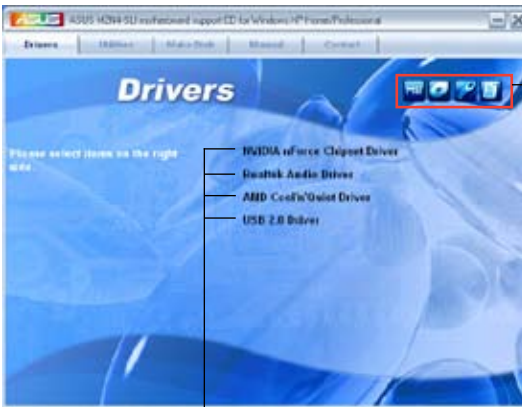 ASUS M2N4-SLI motherboard support CD for Windows XP Home/Professional
Drivers
Utilities
Make Disk
Manual
Contact
Drivers
Please select items on the right side.
NVIDIA nForce Chipset Driver
Realtek Audio Driver
AMD Cool'n'Quiet Driver
USB 2.0 Driver